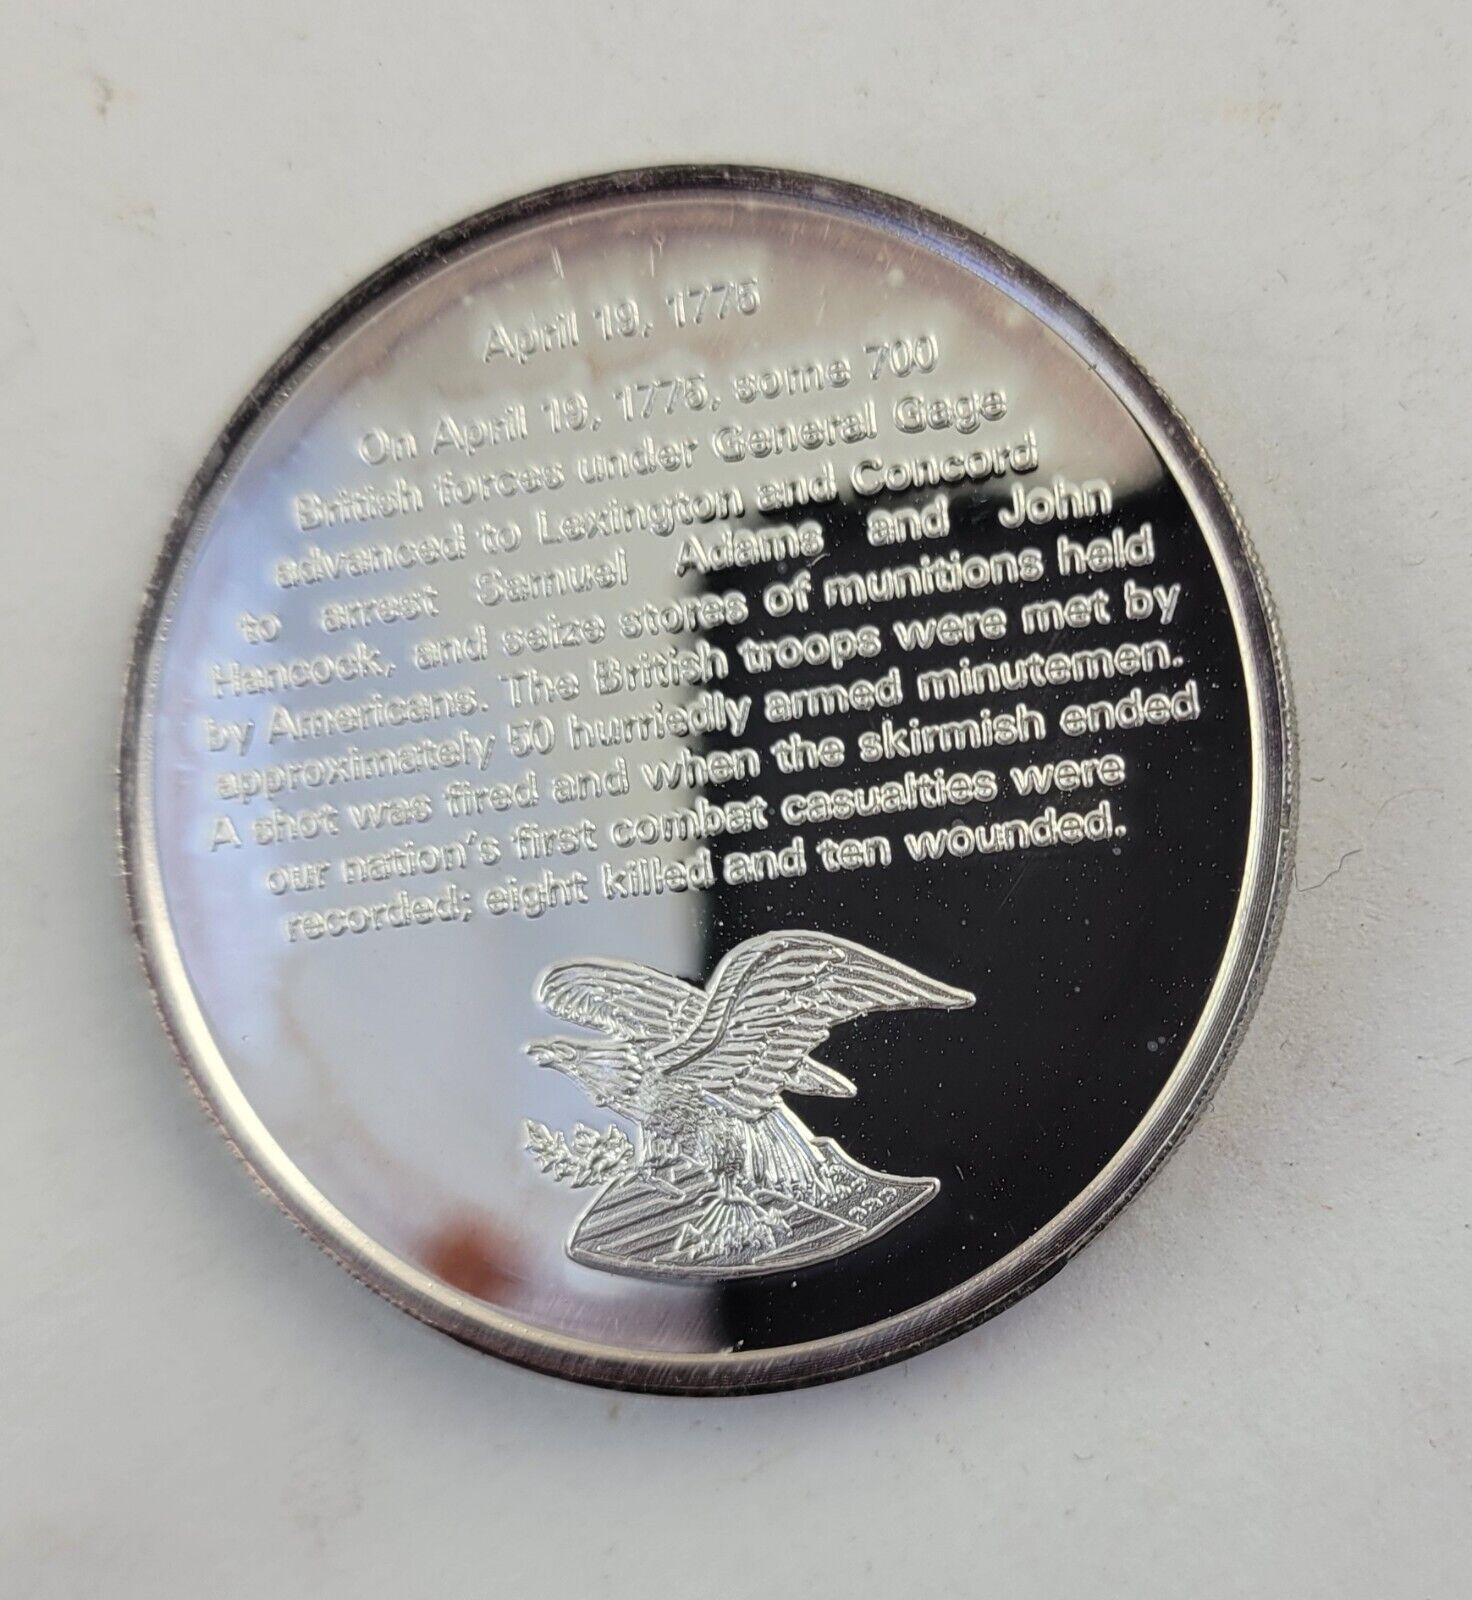 April 19, 1775
On April 19, 1775, some 700
British forces under General Gage
advanced to Lexington and Concord
to arrest Samuel Adams and John
Hancock, and seize stores of munitions held
by Americans. The British troops were met by
approximately 50 hurriedly armed minutemen.
A shot was fired and when the skirmish ended
our nation's first combat casualties were
recorded; eight killed and ten wounded.